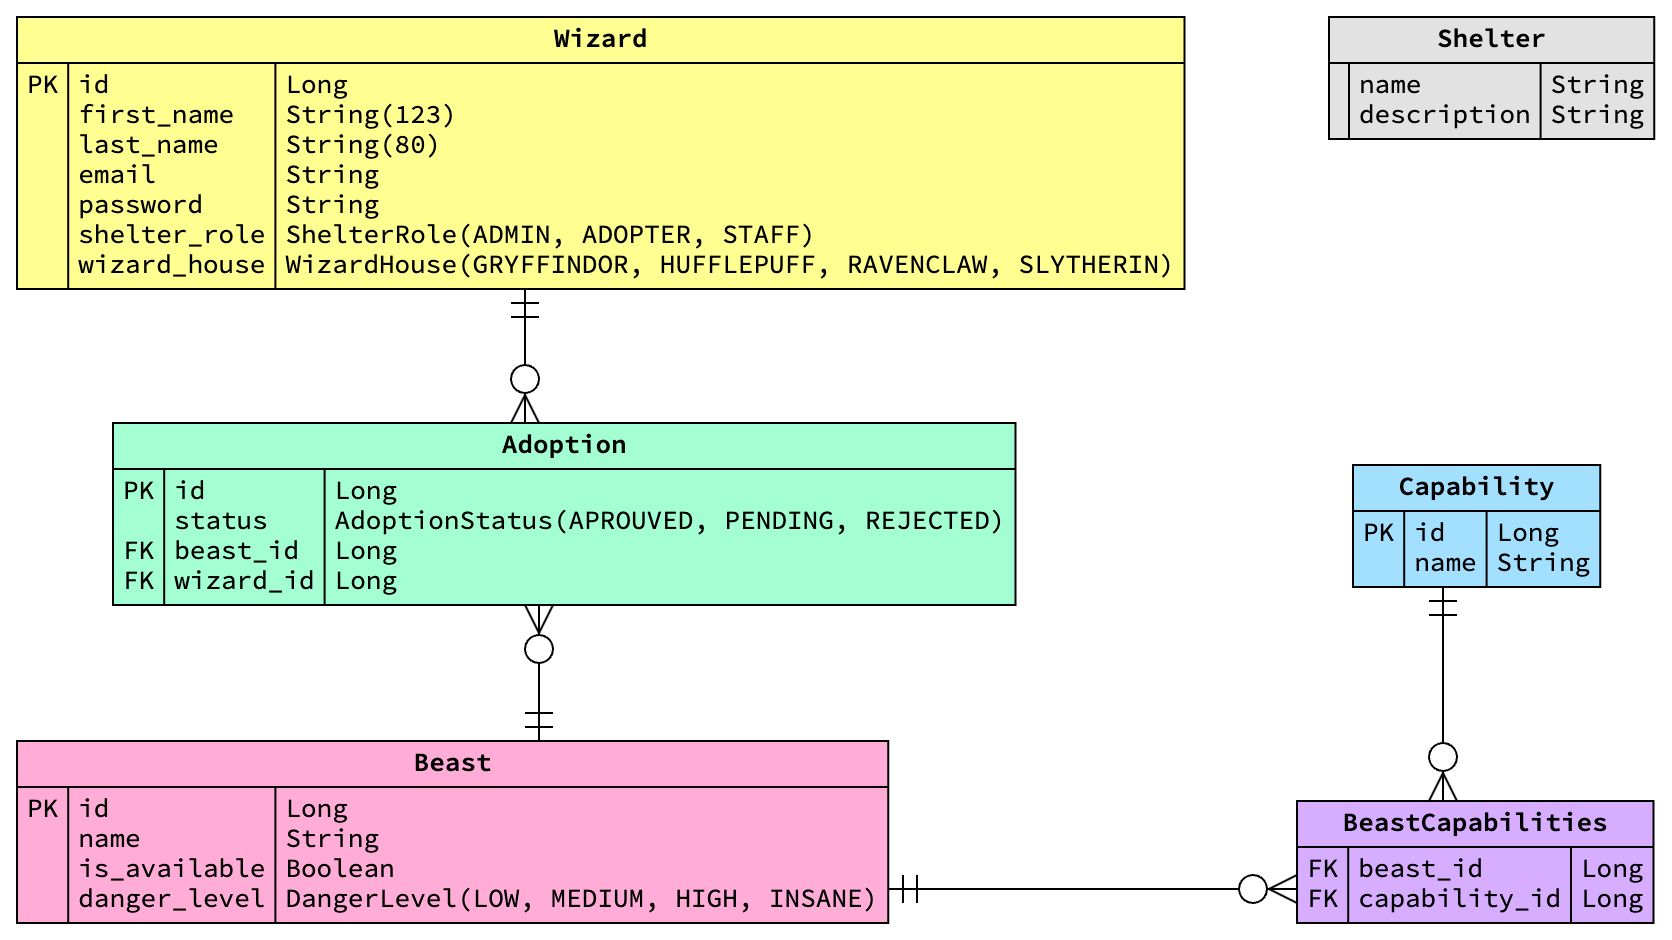 Wizard
PK id Long
first_name String(123)
last_name String(80)
email String
password String
shelter_role ShelterRole(ADMIN, ADOPTER, STAFF)
wizard_house WizardHouse(GRYFFINDOR, HUFFLEPUFF, RAVENCLAW, SLYTHERIN)
Shelter
name String
description String
Adoption
PK id Long
status AdoptionStatus(APROUVED, PENDING, REJECTED)
FK beast_id Long
FK wizard_id Long
Capability
PK id Long
name String
Beast
PK id Long
name String
is_available Boolean
danger_level DangerLevel(LOW, MEDIUM, HIGH, INSANE)
BeastCapabilities
FK beast_id Long
FK capability_id Long